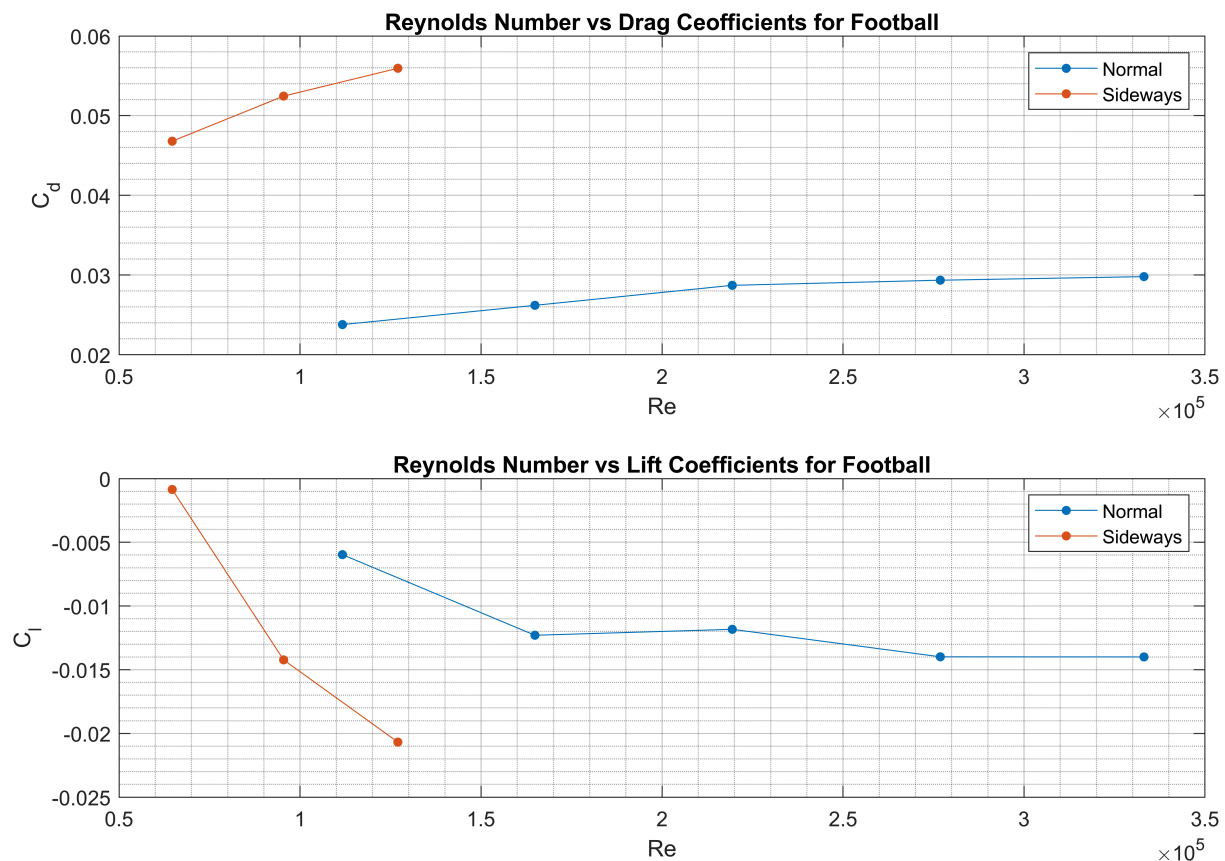 Reynolds Number vs Drag Ceofficients for Football
0.06
0.05
0.04
0.03
0.02
C_d
Normal
Sideways
0.5 1 1.5 2 2.5 3 3.5
Re
×10^5
Reynolds Number vs Lift Coefficients for Football
0
-0.005
-0.01
-0.015
-0.02
-0.025
C_l
Normal
Sideways
0.5 1 1.5 2 2.5 3 3.5
Re
×10^5